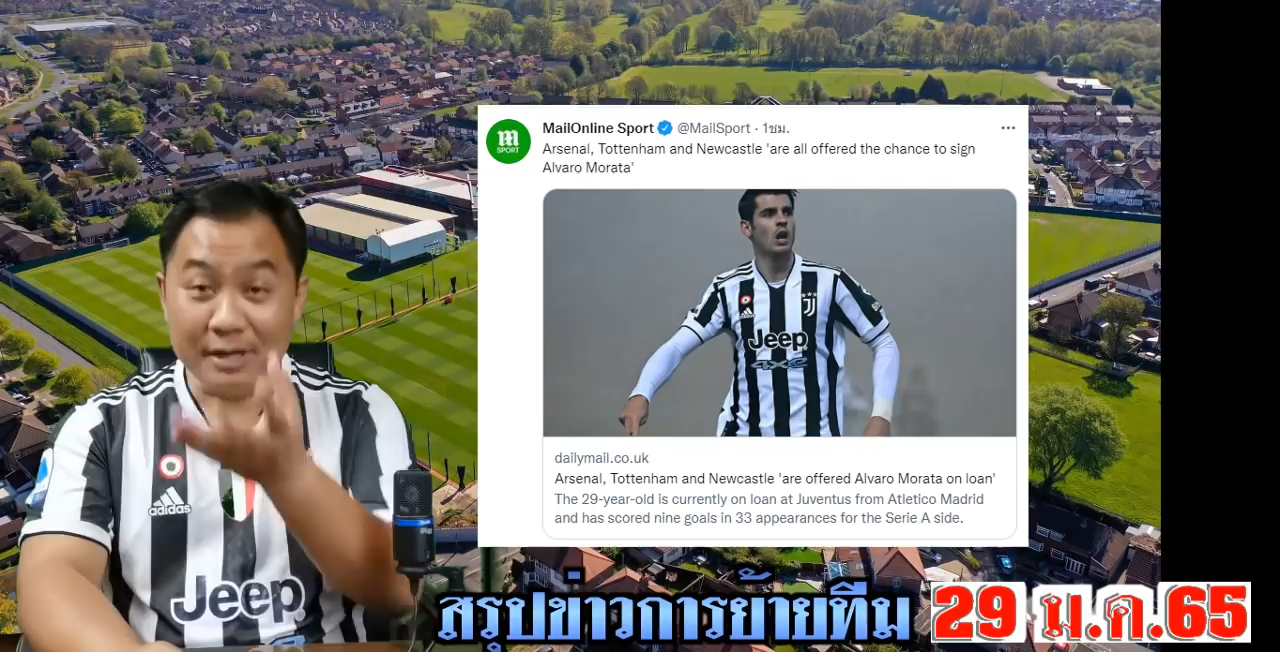 MailOnline Sport @MailSport · 1ชม.
Arsenal, Tottenham and Newcastle 'are all offered the chance to sign
Alvaro Morata'
m
SPORT
J
Jeep
4xe
dailymail.co.uk
Arsenal, Tottenham and Newcastle 'are offered Alvaro Morata on loan'
The 29-year-old is currently on loan at Juventus from Atletico Madrid
and has scored nine goals in 33 appearances for the Serie A side.
adidas
Jeep
สรุปข่าวการย้ายทีม 29 ม.ค.65